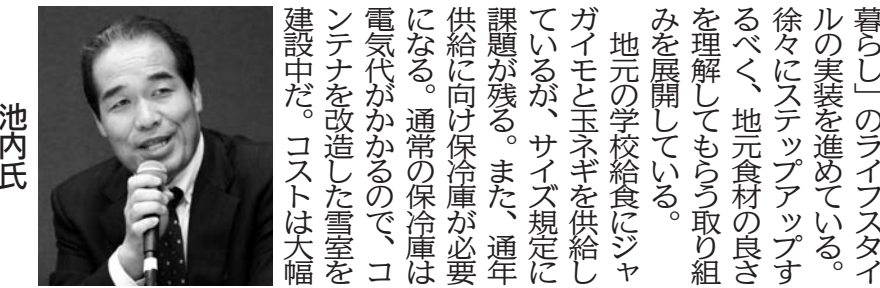 暮らし」のライフスタイ
ルの実装を進めている。
徐々にステップアップす
るべく、地元食材の良さ
を理解してもらう取り組
みを展開している。
地元の学校給食にジャ
ガイモと玉ネギを供給し
ているが、サイズ規定に
課題が残る。また、通年
供給に向け保冷庫が必要
になる。通常の保冷庫は
電気代がかかるので、コ
ンテナを改造した雪室を
建設中だ。コストは大幅
池内氏